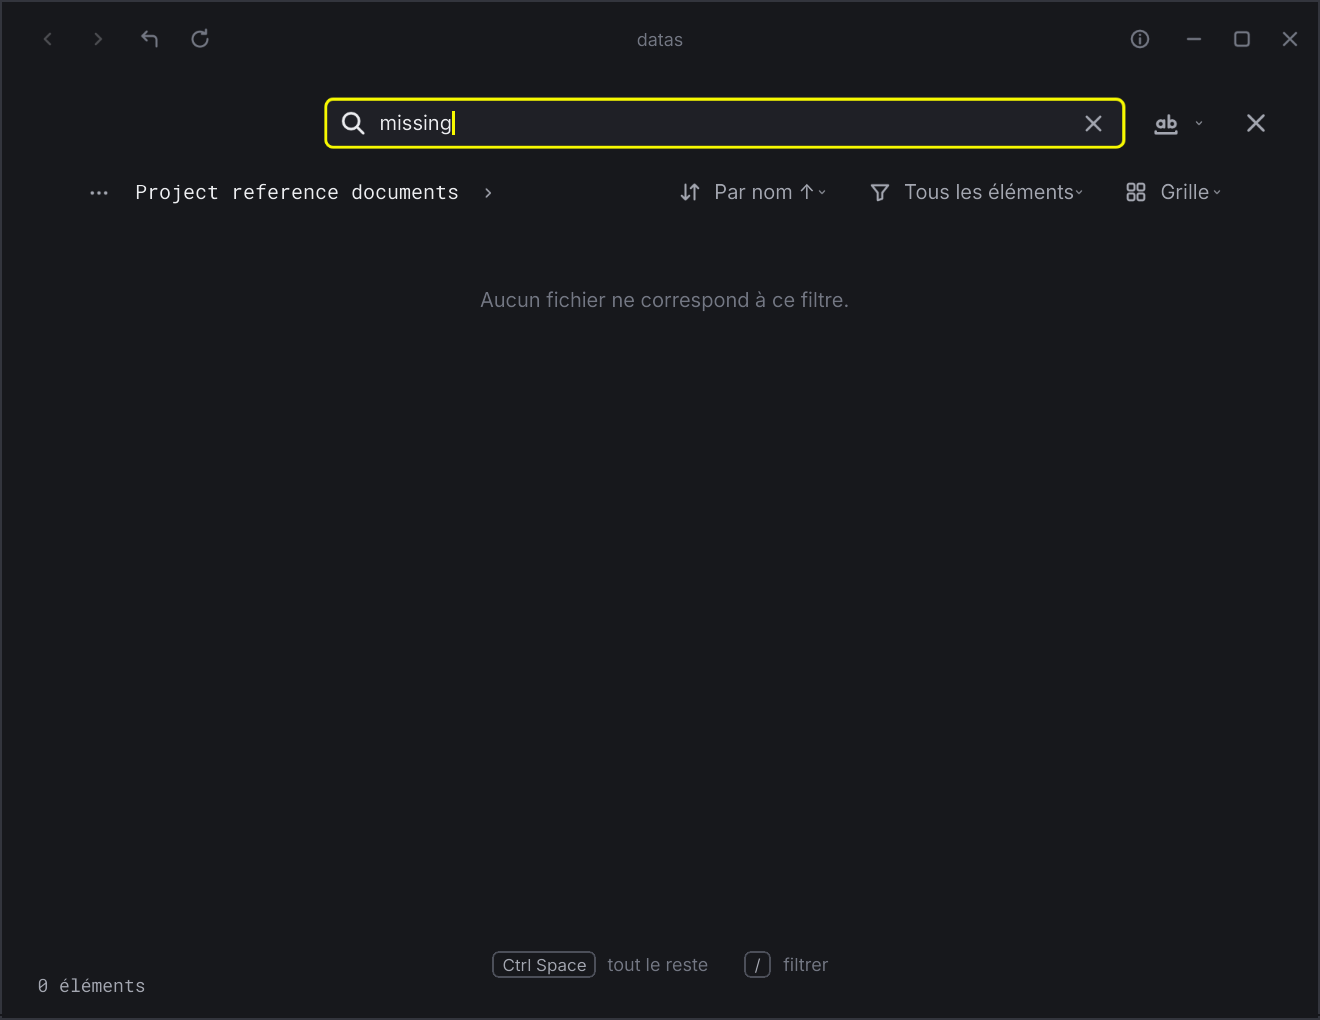 datas
missing
ab
Project reference documents
Par nom ↑
Tous les éléments
Grille
Aucun fichier ne correspond à ce filtre.
Ctrl Space tout le reste / filtrer
0 éléments